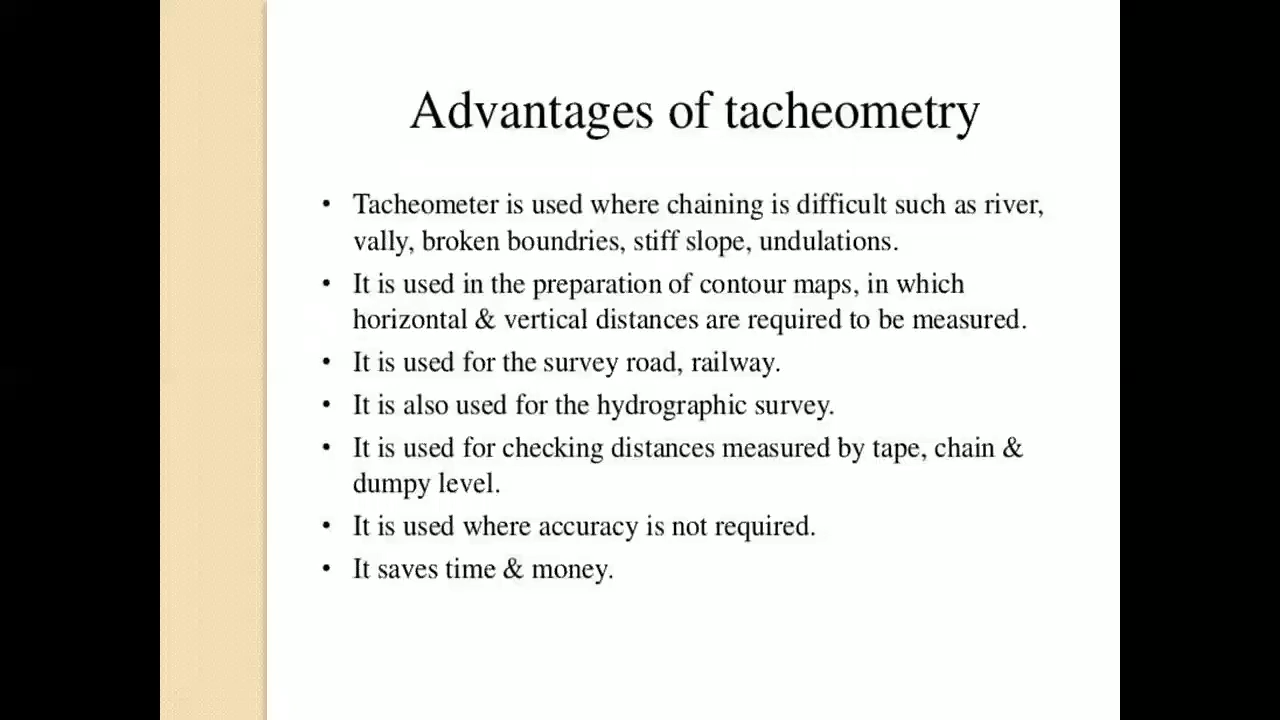 Advantages of tacheometry
• Tacheometer is used where chaining is difficult such as river,
vally, broken boundries, stiff slope, undulations.
• It is used in the preparation of contour maps, in which
horizontal & vertical distances are required to be measured.
• It is used for the survey road, railway.
• It is also used for the hydrographic survey.
• It is used for checking distances measured by tape, chain &
dumpy level.
• It is used where accuracy is not required.
• It saves time & money.